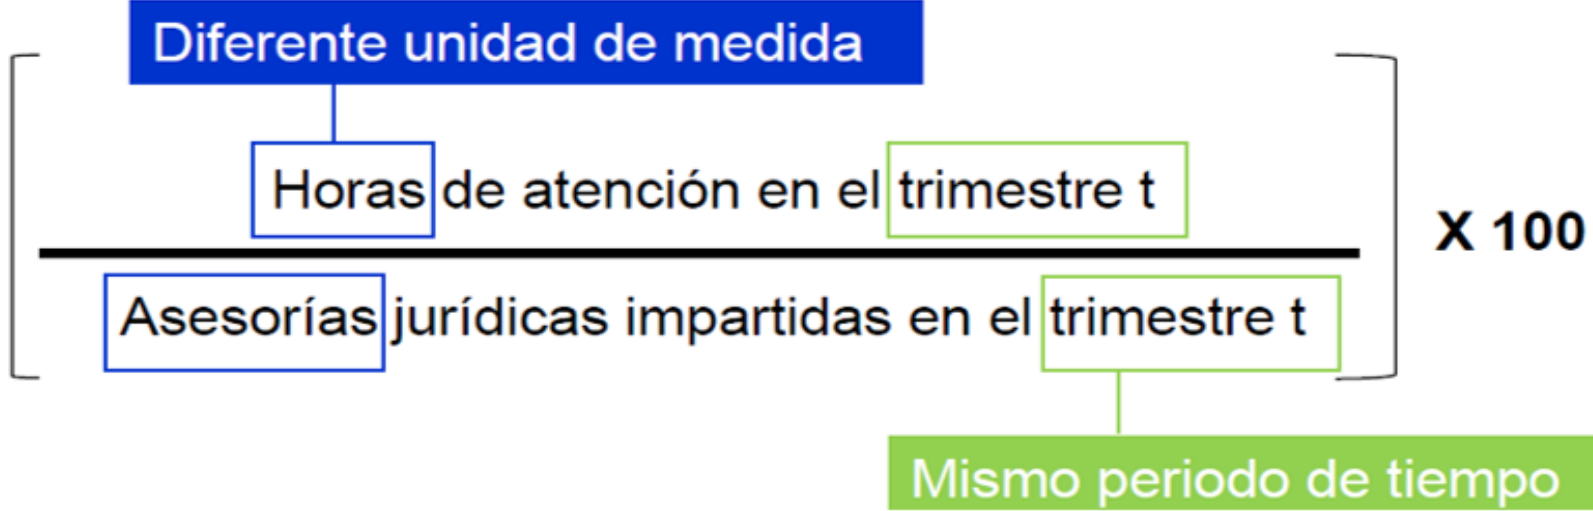 Diferente unidad de medida
Horas de atención en el trimestre t
X 100
Asesorías jurídicas impartidas en el trimestre t
Mismo periodo de tiempo